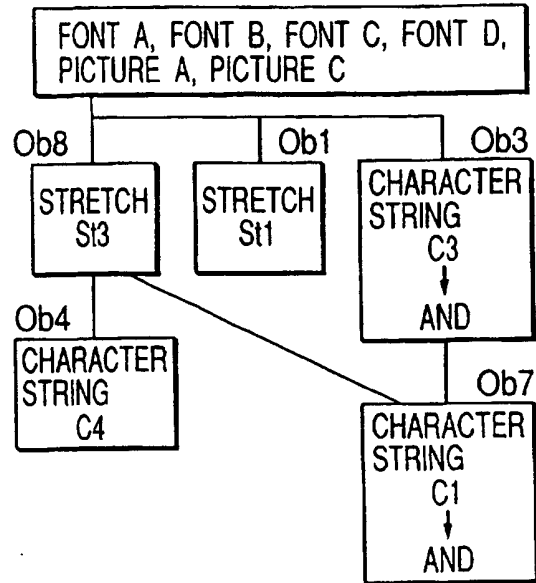 FONT A, FONT B, FONT C, FONT D,
PICTURE A, PICTURE C
Ob8
STRETCH
St3
Ob1
STRETCH
St1
Ob3
CHARACTER
STRING
C3
AND
Ob4
CHARACTER
STRING
C4
Ob7
CHARACTER
STRING
C1
AND